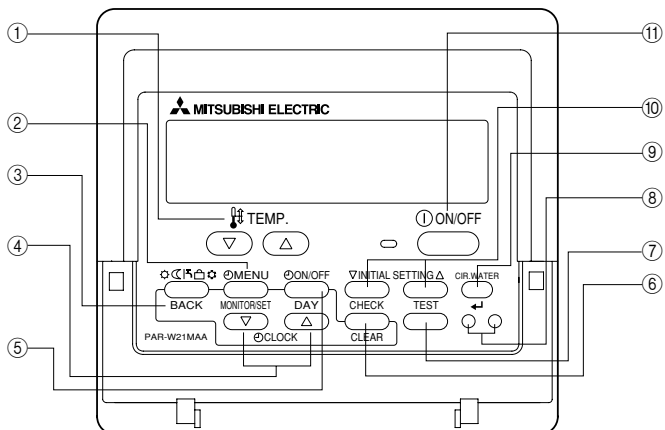 ①
⑪
MITSUBISHI ELECTRIC
⑩
②
⑨
③
TEMP.
ON/OFF
⑧
④
MENU
ON/OFF
▽INITIAL SETTING△
CIR.WATER
⑦
BACK
MONITOR/SET
DAY
CHECK
TEST
⑥
PAR-W21MAA
CLOCK
CLEAR
⑤